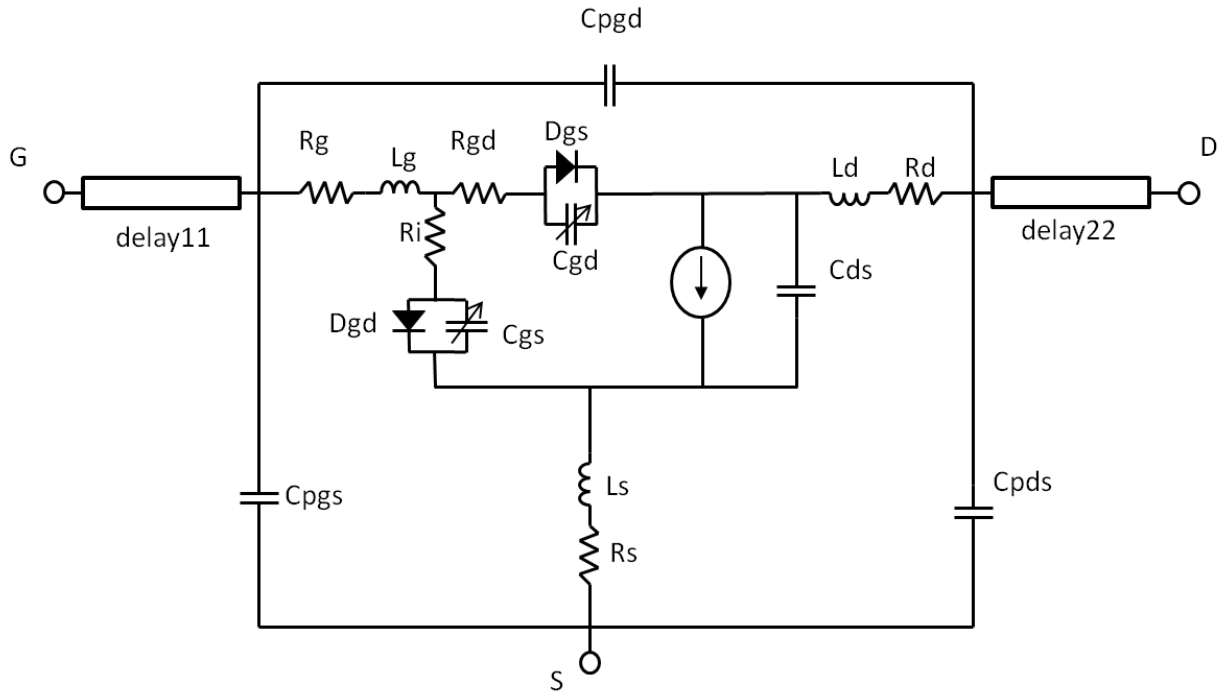 Cpgd
G
Rg
Lg
Rgd
Dgs
Ld
Rd
D
delay11
Ri
Cgd
Cds
delay22
Dgd
Cgs
Cpgs
Ls
Cpds
Rs
S